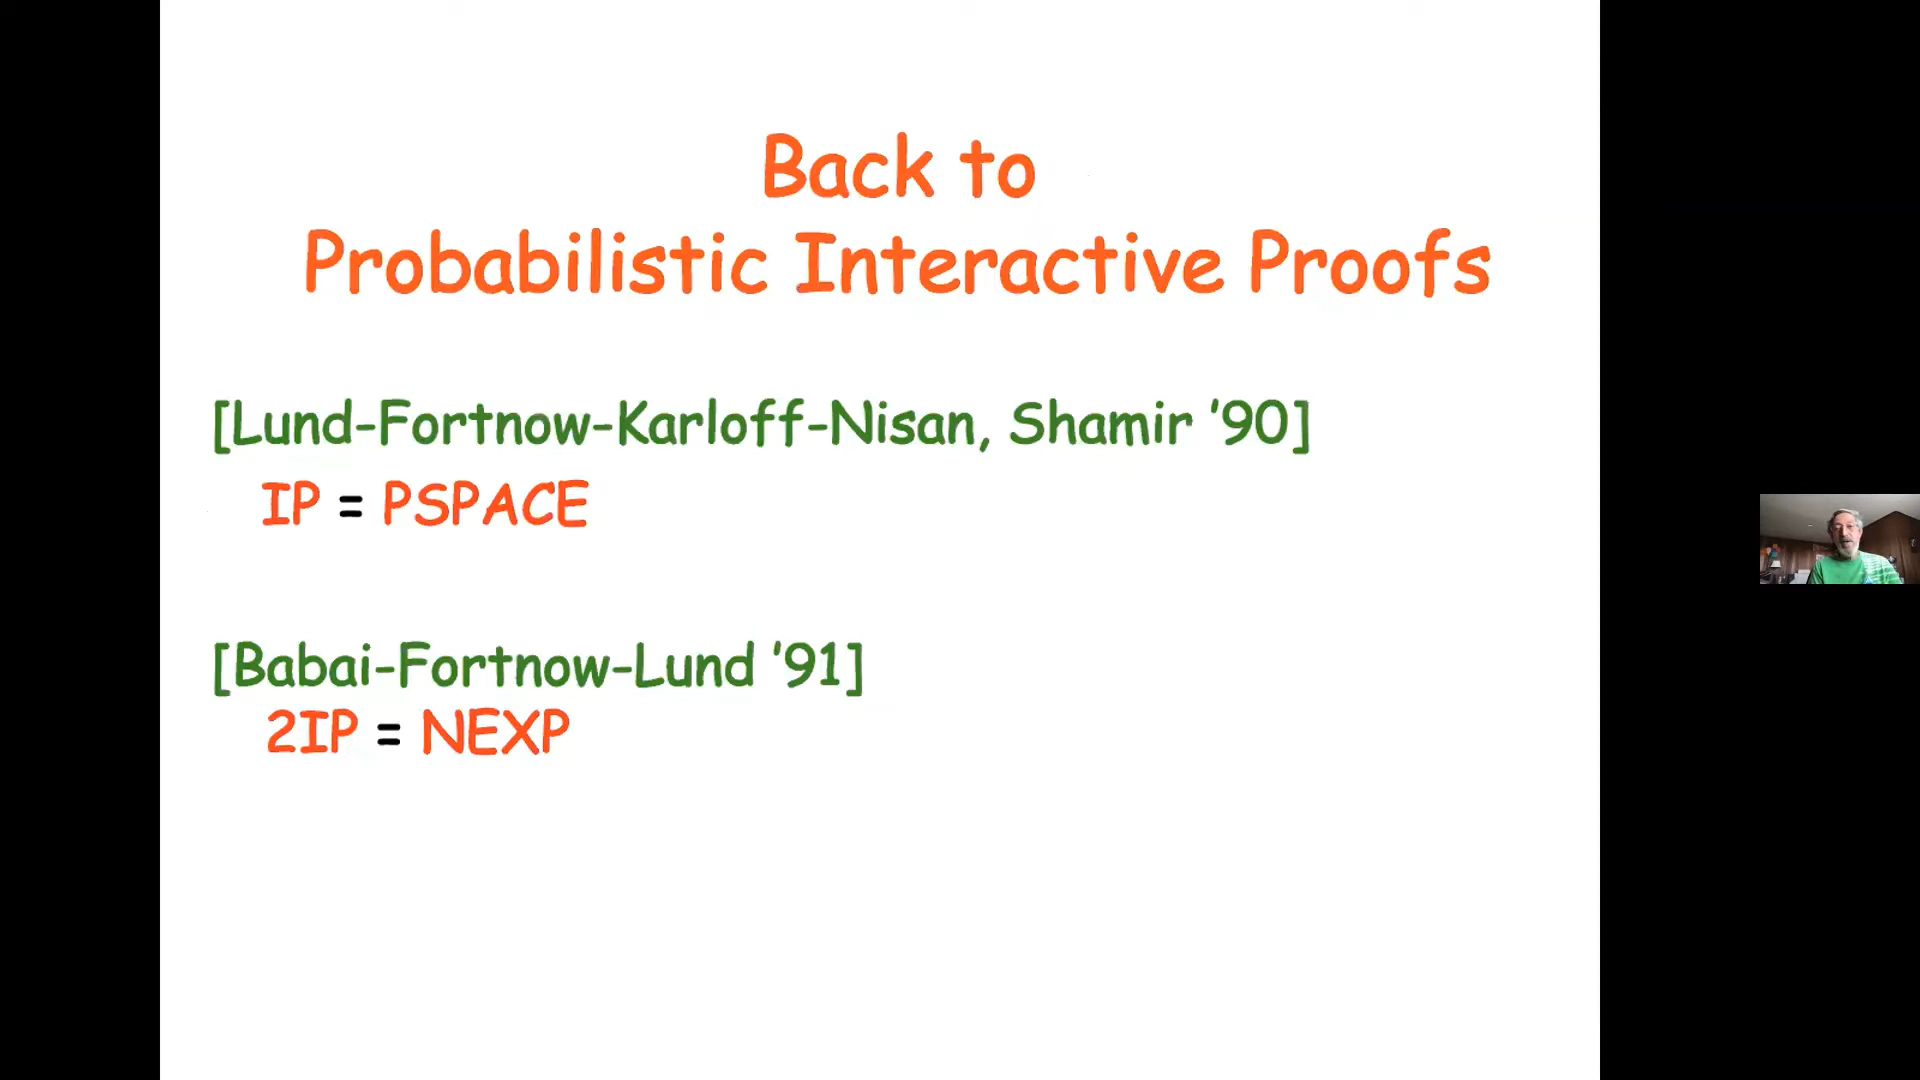 Back to
Probabilistic Interactive Proofs
[Lund-Fortnow-Karloff-Nisan, Shamir '90]
IP = PSPACE
[Babai-Fortnow-Lund '91]
2IP = NEXP